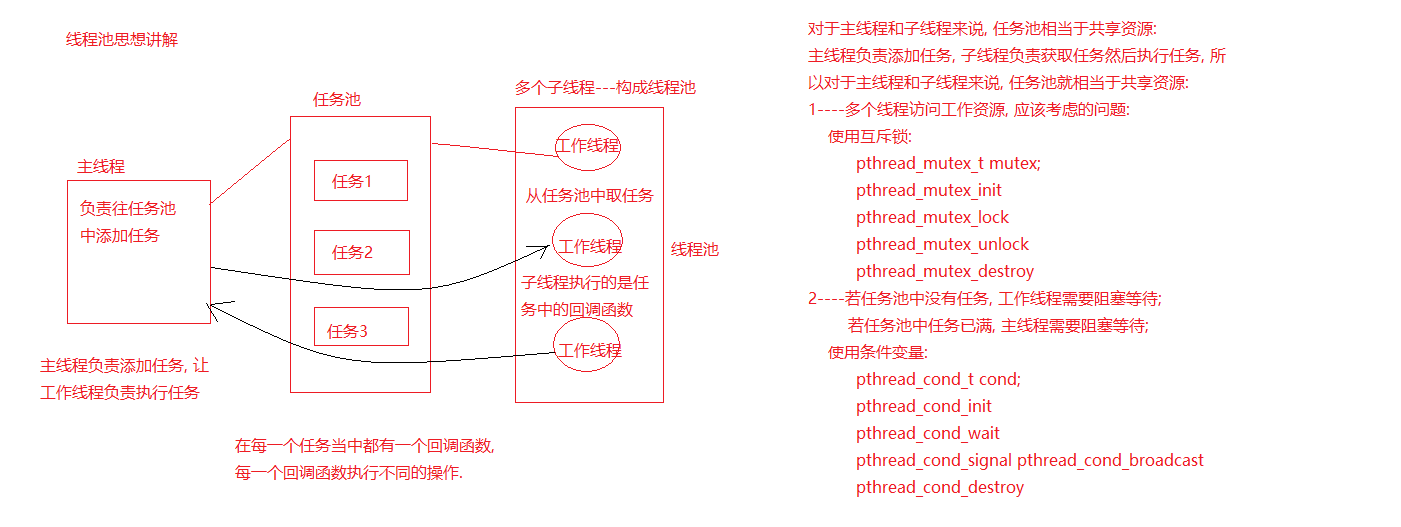 线程池思想讲解
任务池
多个子线程---构成线程池
主线程
负责往任务池
中添加任务
任务1
任务2
任务3
工作线程
从任务池中取任务
工作线程
子线程执行的是任
务中的回调函数
工作线程
线程池
主线程负责添加任务, 让
工作线程负责执行任务
在每一个任务当中都有一个回调函数,
每一个回调函数执行不同的操作.
对于主线程和子线程来说, 任务池相当于共享资源:
主线程负责添加任务, 子线程负责获取任务然后执行任务, 所
以对于主线程和子线程来说, 任务池就相当于共享资源:
1----多个线程访问工作资源, 应该考虑的问题:
使用互斥锁:
pthread_mutex_t mutex;
pthread_mutex_init
pthread_mutex_lock
pthread_mutex_unlock
pthread_mutex_destroy
2----若任务池中没有任务, 工作线程需要阻塞等待;
若任务池中任务已满, 主线程需要阻塞等待;
使用条件变量:
pthread_cond_t cond;
pthread_cond_init
pthread_cond_wait
pthread_cond_signal pthread_cond_broadcast
pthread_cond_destroy